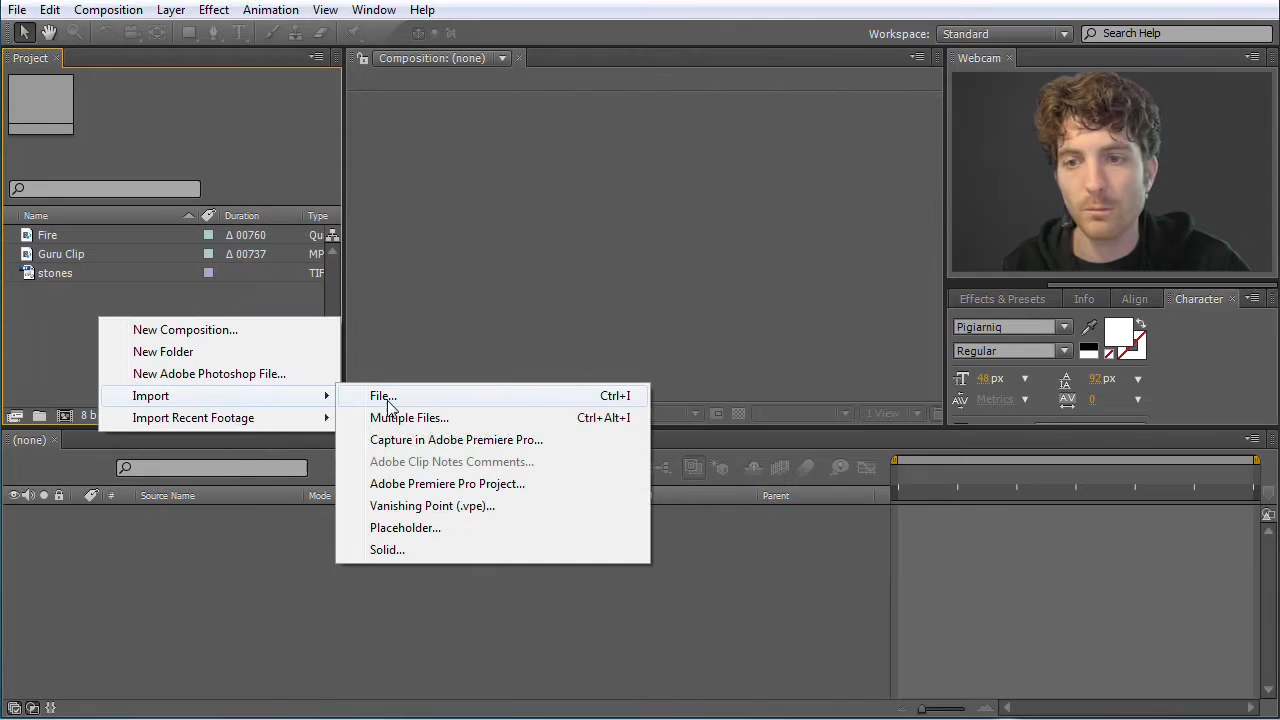 File Edit Composition Layer Effect Animation View Window Help
Workspace: Standard Search Help
Project Composition: (none) Webcam
Name Duration Type
Fire Δ 00760 Qu
Guru Clip Δ 00737 MP
stones TIF
New Composition...
New Folder
New Adobe Photoshop File...
Import
Import Recent Footage
File... Ctrl+I
Multiple Files... Ctrl+Alt+I
Capture in Adobe Premiere Pro...
Adobe Clip Notes Comments...
Adobe Premiere Pro Project...
Vanishing Point (.vpe)...
Placeholder...
Solid...
Effects & Presets Info Align Character
Pigiarniq
Regular
48 px 92 px
Metrics 0
8 b
1 View
(none)
# Source Name Mode Parent